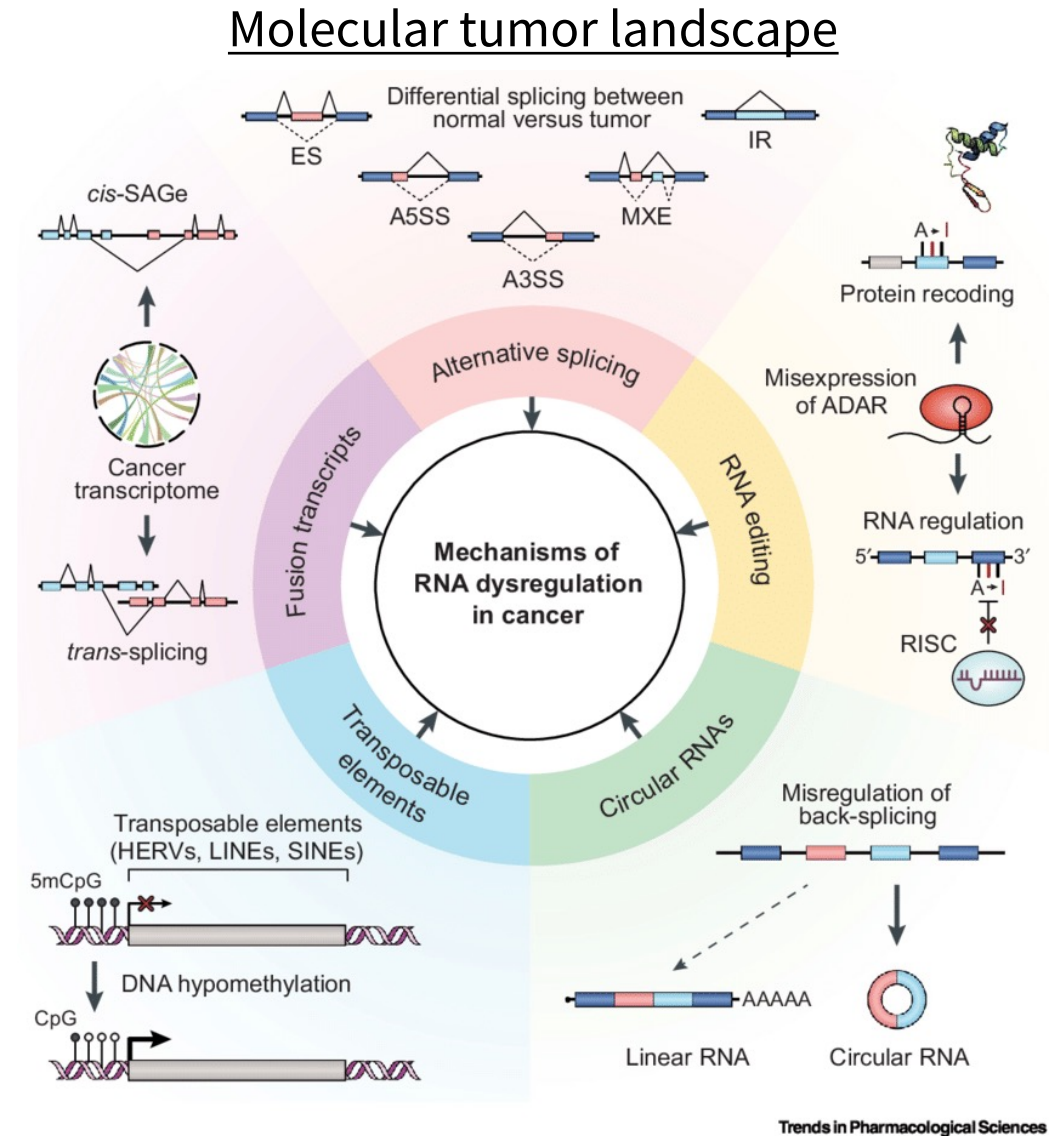 Molecular tumor landscape
Differential splicing between
normal versus tumor
ES
IR
A5SS
MXE
A3SS
cis-SAGe
Cancer
transcriptome
trans-splicing
A I
Protein recoding
Misexpression
of ADAR
RNA regulation
5′
3′
A I
RISC
Alternative splicing
Fusion transcripts
RNA editing
Mechanisms of
RNA dysregulation
in cancer
Transposable
elements
Circular RNAs
Transposable elements
(HERVs, LINEs, SINEs)
5mCpG
DNA hypomethylation
CpG
Misregulation of
back-splicing
AAAAA
Linear RNA
Circular RNA
Trends in Pharmacological Sciences